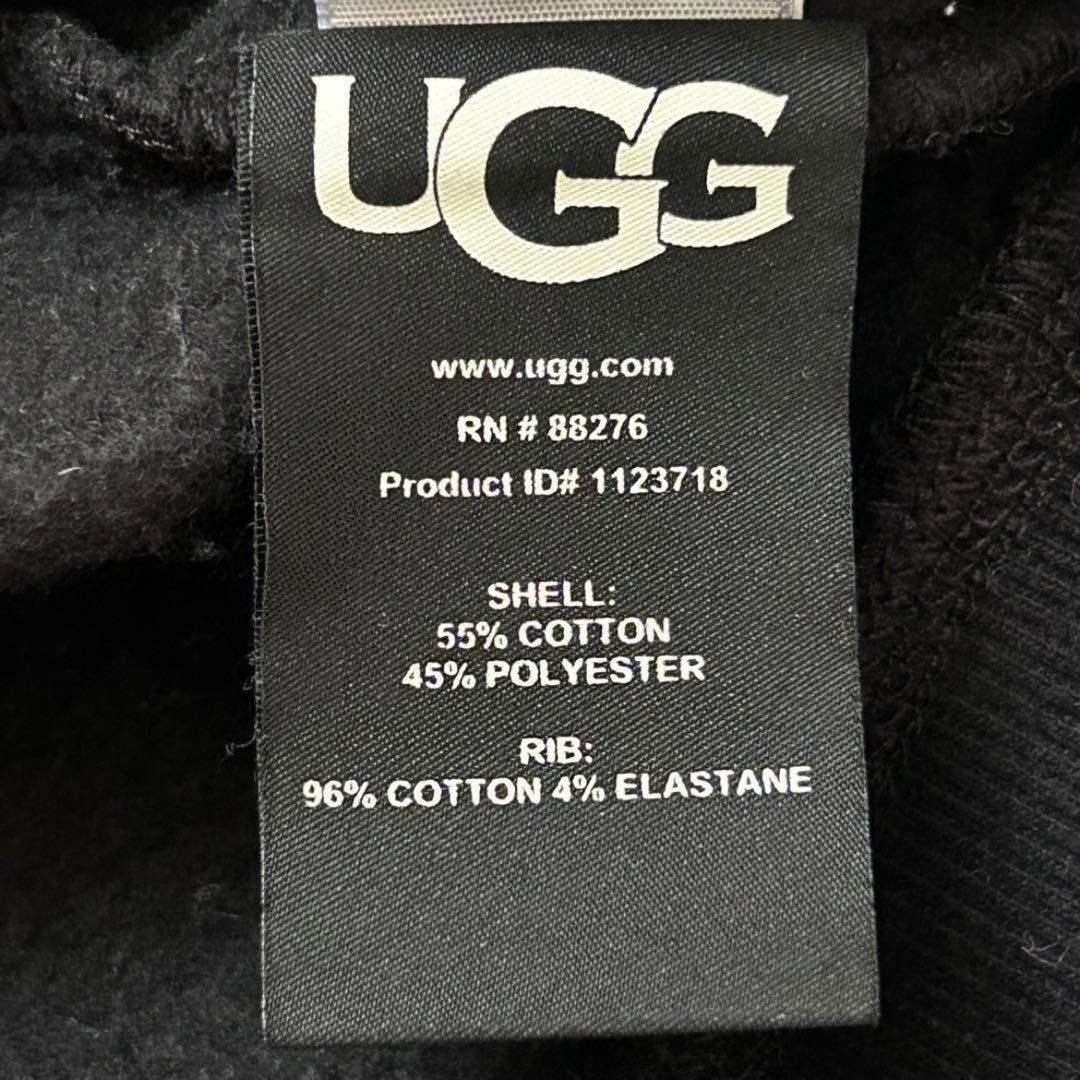 UGG
www.ugg.com
RN # 88276
Product ID# 1123718
SHELL:
55% COTTON
45% POLYESTER
RIB:
96% COTTON 4% ELASTANE